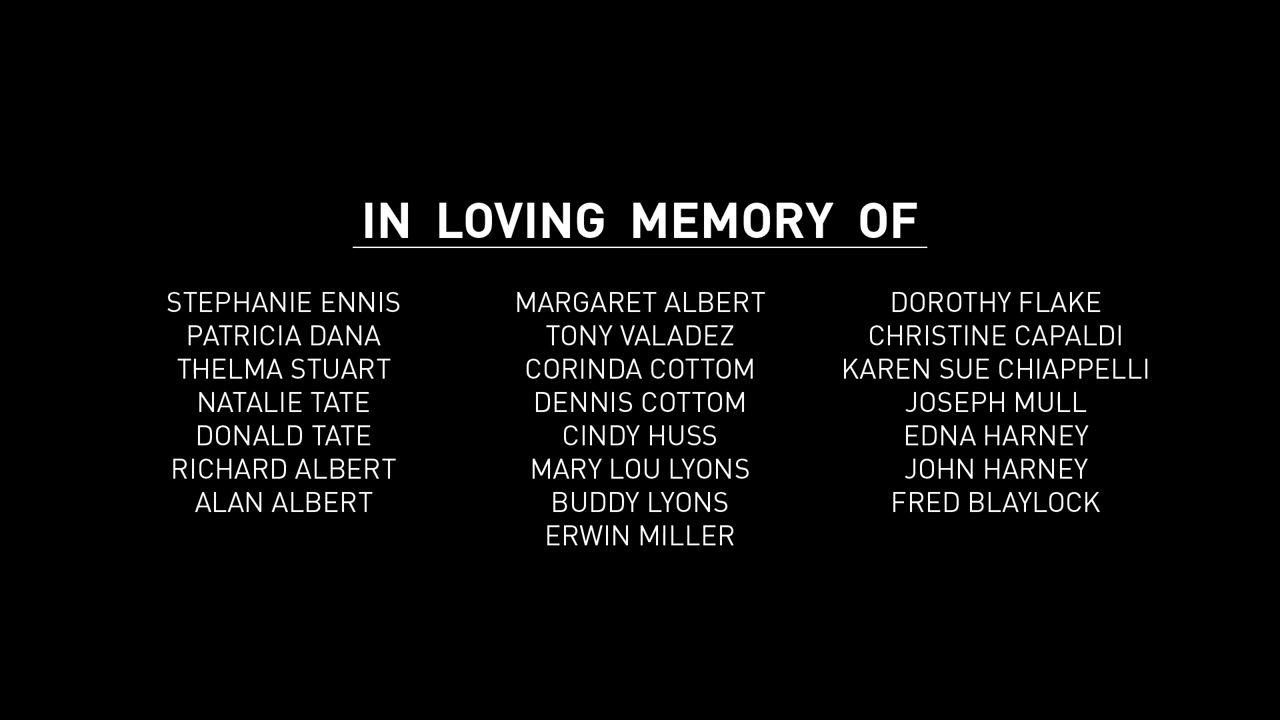 IN LOVING MEMORY OF
STEPHANIE ENNIS
PATRICIA DANA
THELMA STUART
NATALIE TATE
DONALD TATE
RICHARD ALBERT
ALAN ALBERT
MARGARET ALBERT
TONY VALADEZ
CORINDA COTTOM
DENNIS COTTOM
CINDY HUSS
MARY LOU LYONS
BUDDY LYONS
ERWIN MILLER
DOROTHY FLAKE
CHRISTINE CAPALDI
KAREN SUE CHIAPPELLI
JOSEPH MULL
EDNA HARNEY
JOHN HARNEY
FRED BLAYLOCK